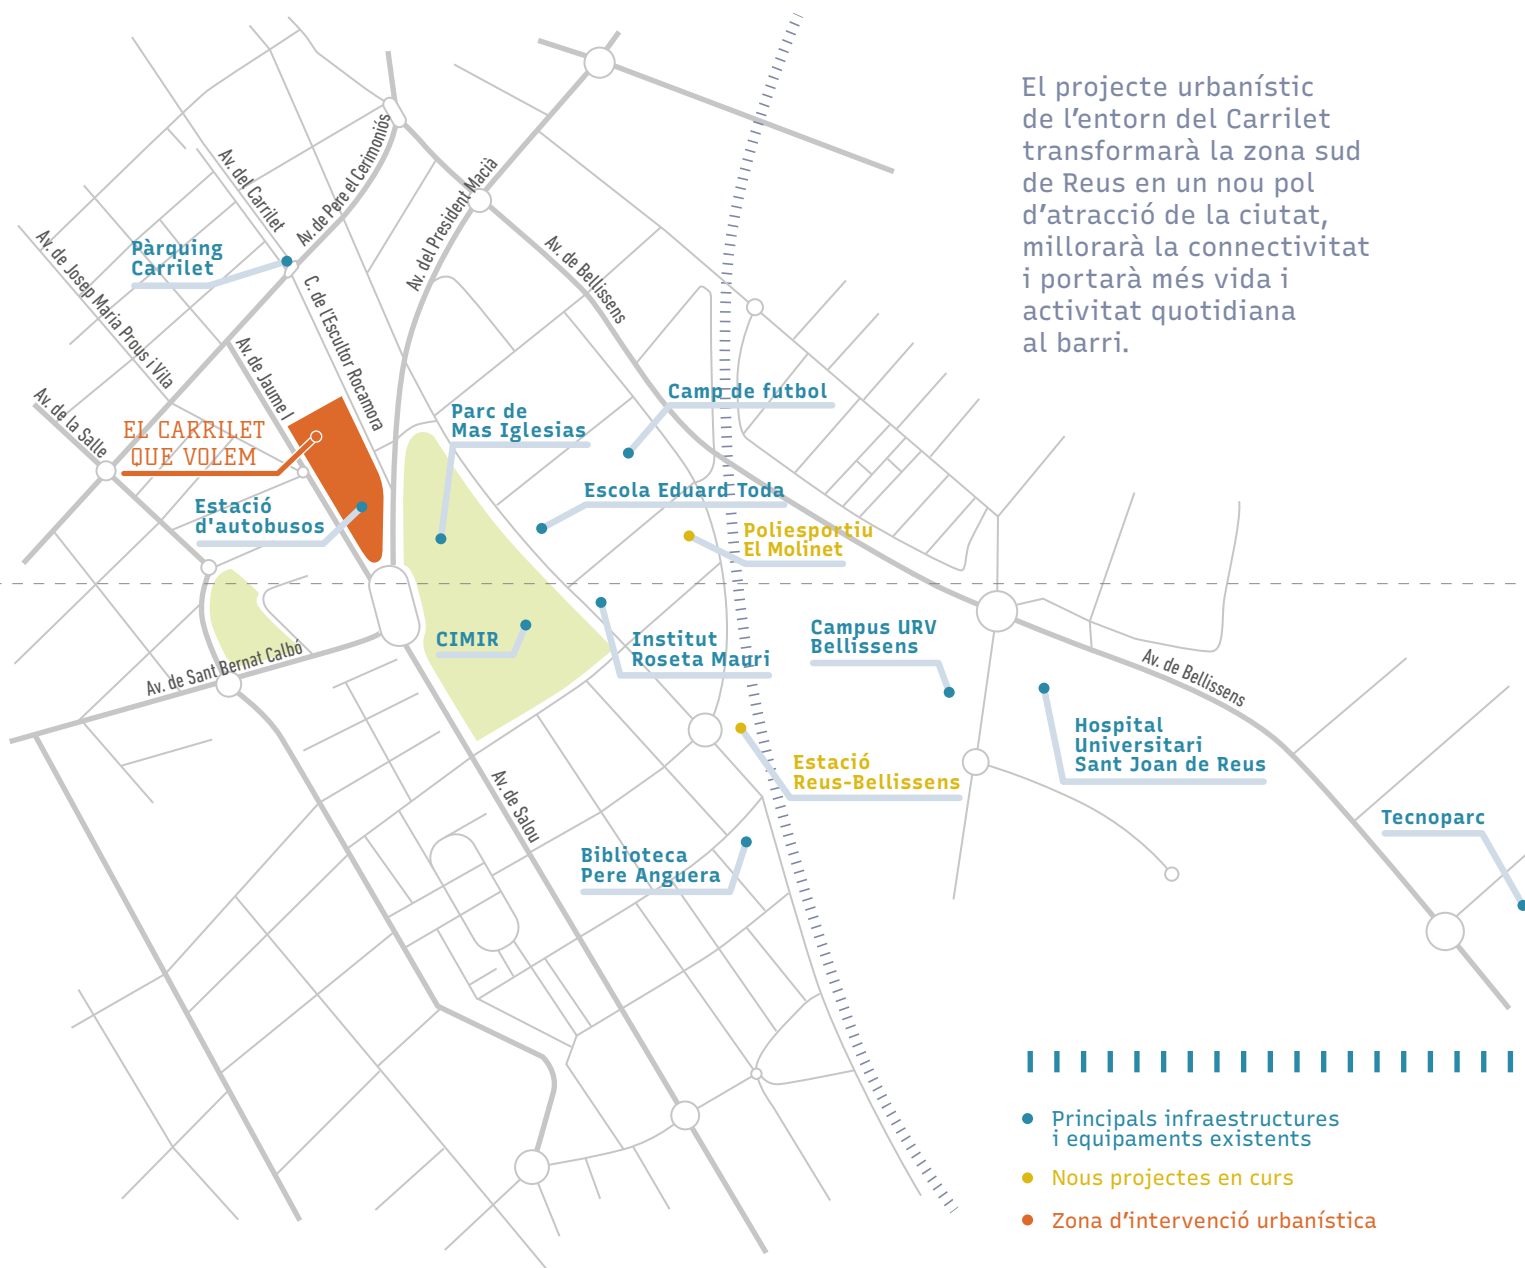 El projecte urbanístic
de l’entorn del Carrilet
transformarà la zona sud
de Reus en un nou pol
d’atracció de la ciutat,
millorarà la connectivitat
i portarà més vida i
activitat quotidiana
al barri.
Av. del Carrilet
Av. de Pere el Cerimoniós
Av. del President Macià
Av. de Bellissens
Pàrquing
Carrilet
Av. de Josep Maria Prous i Vila
C. de l'Escultor Rocamora
Av. de Jaume I
Av. de la Salle
EL CARRILET
QUE VOLEM
Parc de
Mas Iglesias
Camp de futbol
Estació
d'autobusos
Escola Eduard Toda
Poliesportiu
El Molinet
CIMIR
Institut
Roseta Mauri
Campus URV
Bellissens
Av. de Sant Bernat Calbó
Av. de Bellissens
Hospital
Universitari
Sant Joan de Reus
Estació
Reus-Bellissens
Av. de Salou
Tecnoparc
Biblioteca
Pere Anguera
Principals infraestructures
i equipaments existents
Nous projectes en curs
Zona d’intervenció urbanística